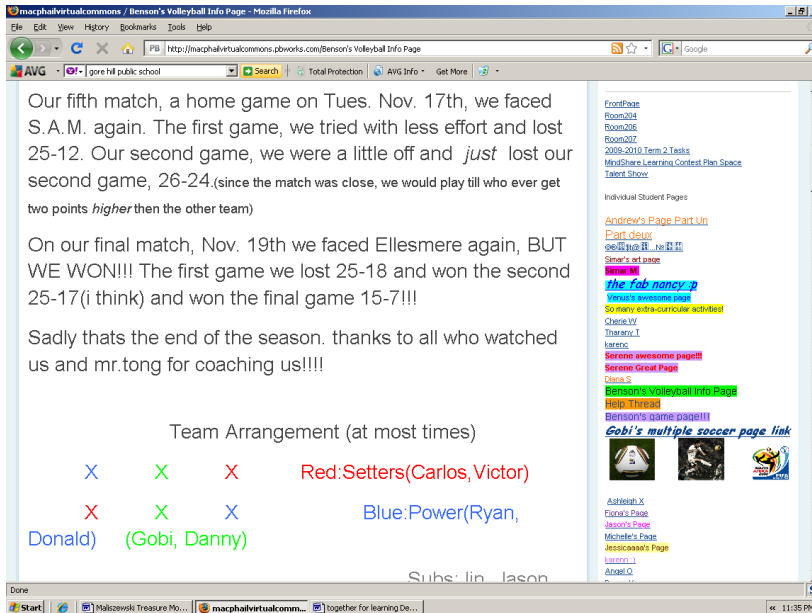 macphailvirtualcommons / Benson's Volleyball Info Page - Mozilla Firefox
File Edit View History Bookmarks Tools Help
PB http://macphailvirtualcommons.pbworks.com/Benson's Volleyball Info Page
G Google
AVG gore hill public school Search Total Protection AVG Info Get More
Our fifth match, a home game on Tues. Nov. 17th, we faced
S.A.M. again. The first game, we tried with less effort and lost
25-12. Our second game, we were a little off and just lost our
second game, 26-24.(since the match was close, we would play till who ever get
two points higher then the other team)
On our final match, Nov. 19th we faced Ellesmere again, BUT
WE WON!!! The first game we lost 25-18 and won the second
25-17(i think) and won the final game 15-7!!!
Sadly thats the end of the season. thanks to all who watched
us and mr.tong for coaching us!!!!
Team Arrangement (at most times)
X X X Red:Setters(Carlos,Victor)
X X X Blue:Power(Ryan,
Donald) (Gobi, Danny)
Subs: Jason
FrontPage
Room204
Room206
Room207
2009-2010 Term 2 Tasks
MindShare Learning Contest Plan Space
Talent Show
Individual Student Pages
Andrew's Page Part Un
Part deux
Simar's art page
Simar M
the fab nancy :p
Venus's awesome page
So many extra-curricular activities!
Cherie W
Tharany T
karenc
Serene awesome page!!!
Serene Great Page
Diana S
Benson's Volleyball Info Page
Help Thread
Benson's game page!!!
Gobi's multiple soccer page link
Ashleigh X
Fiona's Page
Jason's Page
Michelle's Page
Jessicaaaa's Page
karenn :)
Angel O
Done
Start Maliszewski Treasure Mo... macphailvirtualcomm... together for learning De... 11:35 PM